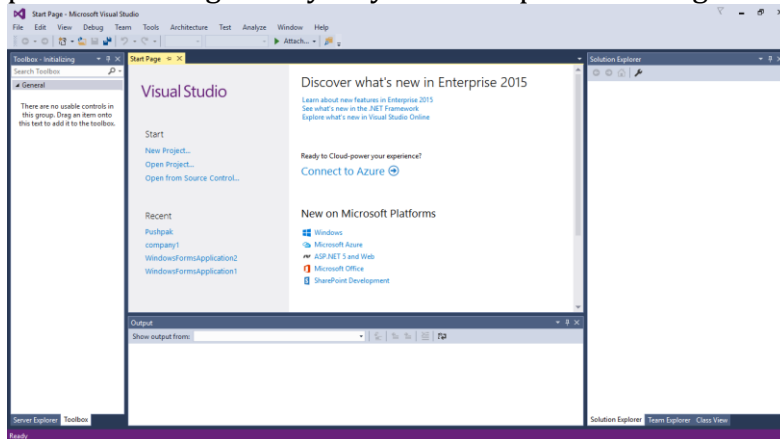 Start Page - Microsoft Visual Studio
File Edit View Debug Team Tools Architecture Test Analyze Window Help
Attach...
Toolbox - Initializing
Search Toolbox
General
There are no usable controls in
this group. Drag an item onto
this text to add it to the toolbox.
Server Explorer Toolbox
Start Page
Visual Studio
Start
New Project...
Open Project...
Open from Source Control...
Recent
Pushpak
company1
WindowsFormsApplication2
WindowsFormsApplication1
Discover what's new in Enterprise 2015
Learn about new features in Enterprise 2015
See what's new in the .NET Framework
Explore what's new in Visual Studio Online
Ready to Cloud-power your experience?
Connect to Azure
New on Microsoft Platforms
Windows
Microsoft Azure
ASP.NET 5 and Web
Microsoft Office
SharePoint Development
Output
Show output from:
Solution Explorer
Solution Explorer Team Explorer Class View
Ready